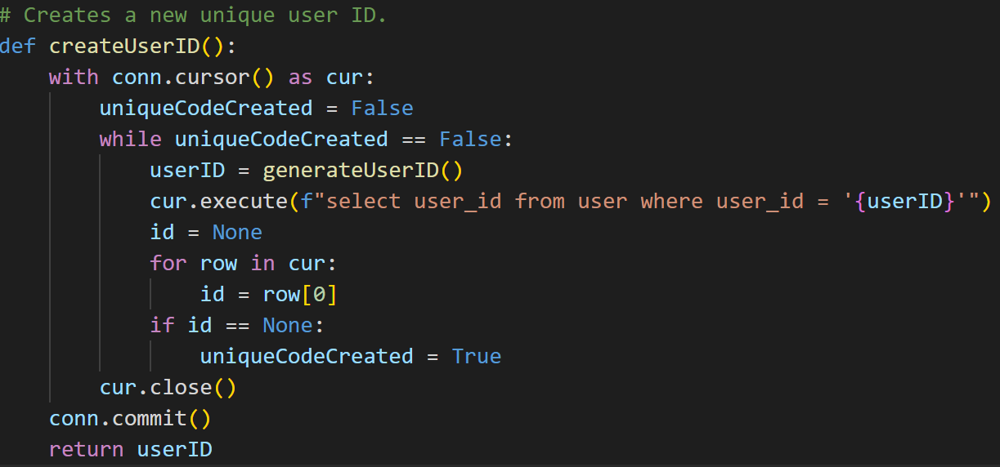 # Creates a new unique user ID.
def createUserID():
    with conn.cursor() as cur:
        uniqueCodeCreated = False
        while uniqueCodeCreated == False:
            userID = generateUserID()
            cur.execute(f"select user_id from user where user_id = '{userID}'")
            id = None
            for row in cur:
                id = row[0]
            if id == None:
                uniqueCodeCreated = True
        cur.close()
    conn.commit()
    return userID